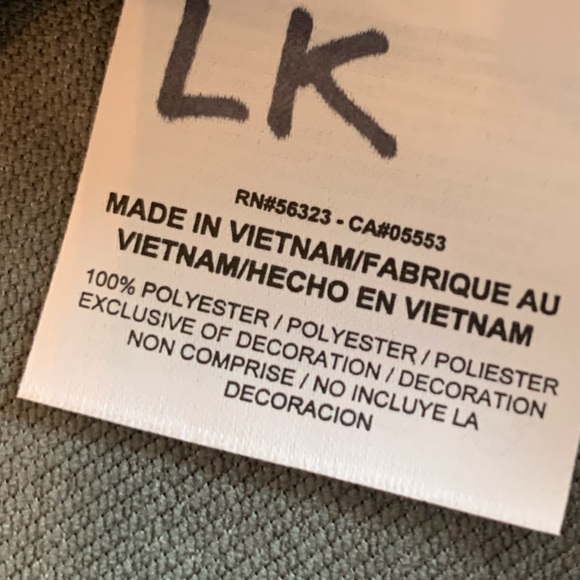 LK
RN#56323 - CA#05553
MADE IN VIETNAM/FABRIQUE AU
VIETNAM/HECHO EN VIETNAM
100% POLYESTER / POLYESTER / POLIESTER
EXCLUSIVE OF DECORATION / DECORATION
NON COMPRISE / NO INCLUYE LA
DECORACION